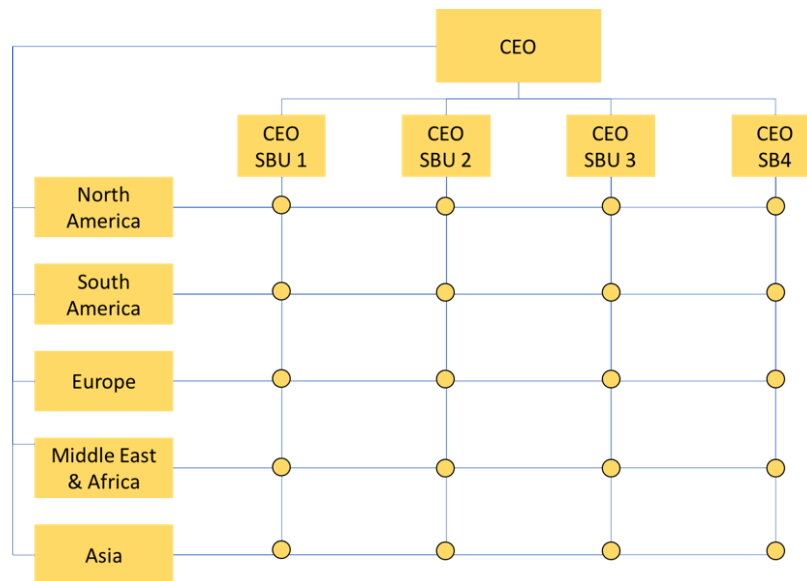 CEO
CEO
SBU 1
CEO
SBU 2
CEO
SBU 3
CEO
SB4
North
America
South
America
Europe
Middle East
& Africa
Asia